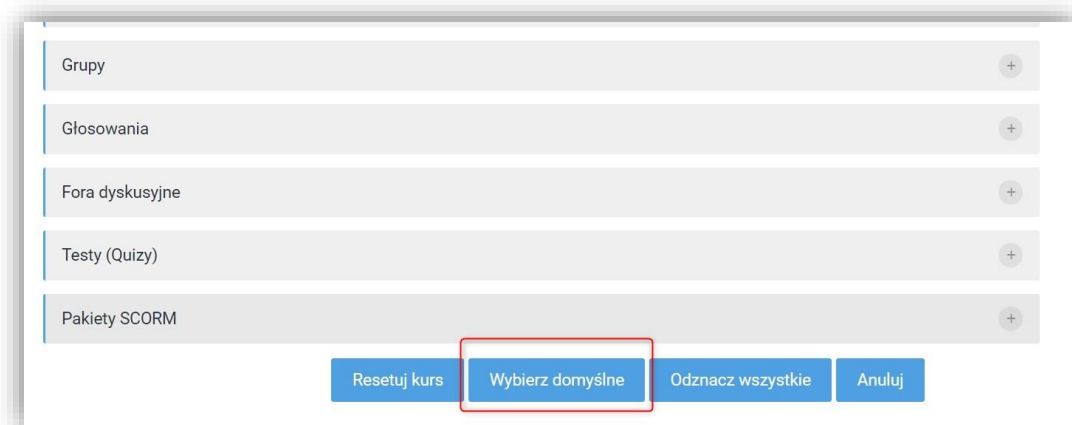 Grupy
Głosowania
Fora dyskusyjne
Testy (Quizy)
Pakiety SCORM
Resetuj kurs Wybierz domyślne Odznacz wszystkie Anuluj